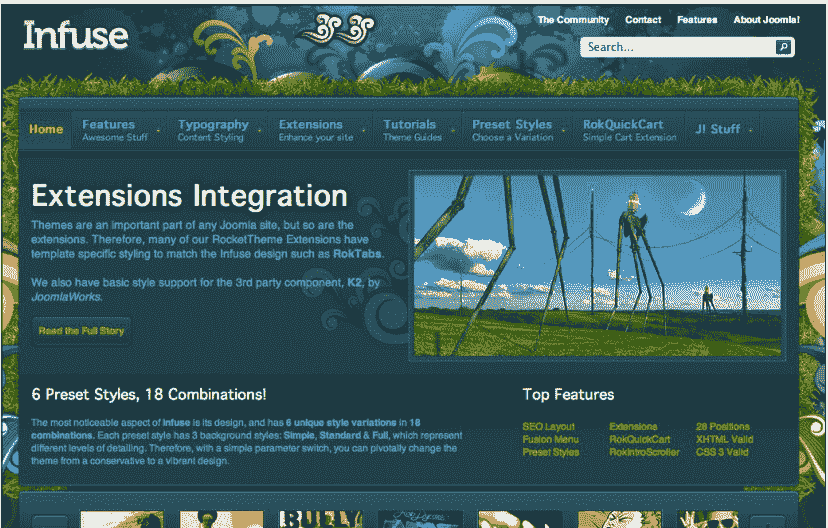 The Community Contact Features About Joomla!
Infuse
Search...
Home
Features
Awesome Stuff
Typography
Content Styling
Extensions
Enhance your site
Tutorials
Theme Guides
Preset Styles
Choose a Variation
RokQuickCart
Simple Cart Extension
J! Stuff
Extensions Integration
Themes are an important part of any Joomla site, but so are the
extensions. Therefore, many of our RocketTheme Extensions have
template specific styling to match the Infuse design such as RokTabs.
We also have basic style support for the 3rd party component, K2, by
JoomlaWorks.
Read the Full Story
6 Preset Styles, 18 Combinations!
The most noticeable aspect of Infuse is its design, and has 6 unique style variations in 18
combinations. Each preset style has 3 background styles: Simple, Standard & Full, which represent
different levels of detailing. Therefore, with a simple parameter switch, you can pivotally change the
theme from a conservative to a vibrant design.
Top Features
SEO Layout Extensions 26 Positions
Fusion Menu RokQuickCart XHTML Valid
Preset Styles RokIntroScroller CSS 3 Valid